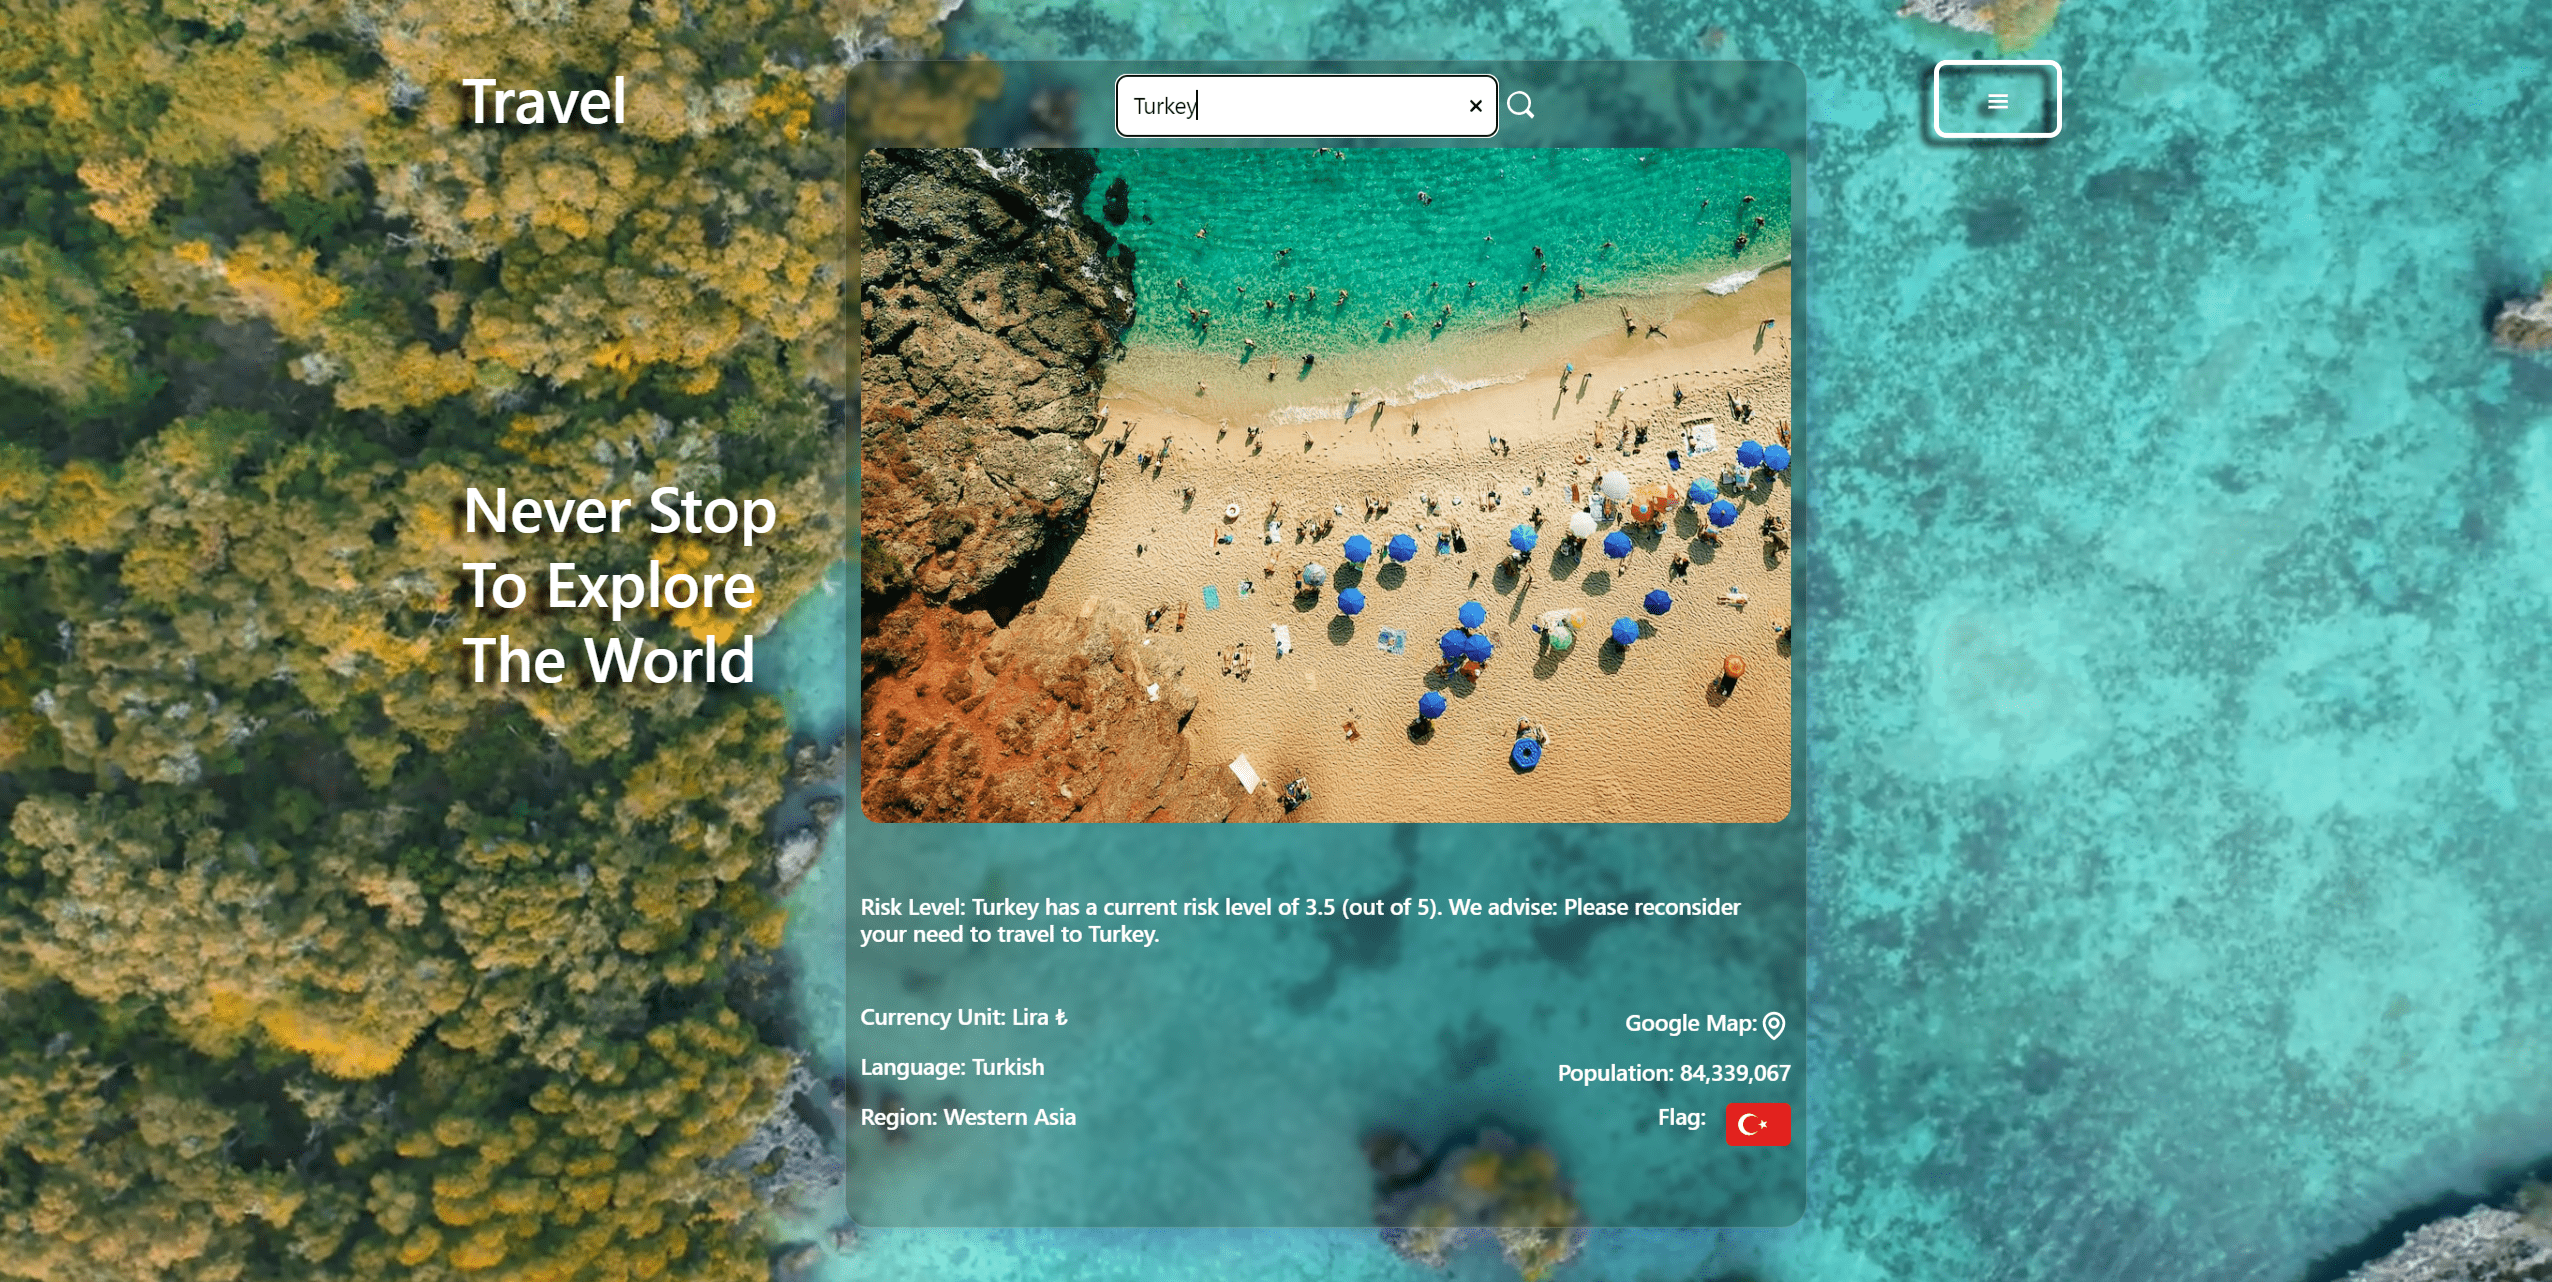 Travel
Turkey
Never Stop
To Explore
The World
Risk Level: Turkey has a current risk level of 3.5 (out of 5). We advise: Please reconsider
your need to travel to Turkey.
Currency Unit: Lira ₺
Language: Turkish
Region: Western Asia
Google Map:
Population: 84,339,067
Flag: